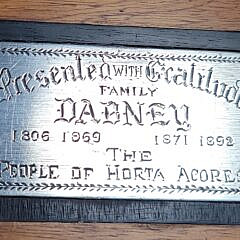 Presented WITH Gratitude
FAMILY
DABNEY
1806 1869 1871 1892
THE
PEOPLE OF HORTA ACORES